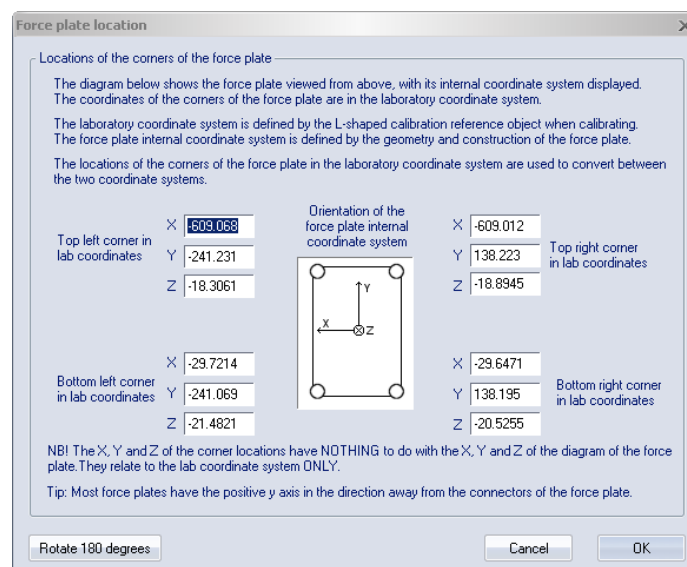 Force plate location
Locations of the corners of the force plate
The diagram below shows the force plate viewed from above, with its internal coordinate system displayed.
The coordinates of the corners of the force plate are in the laboratory coordinate system.
The laboratory coordinate system is defined by the L-shaped calibration reference object when calibrating.
The force plate internal coordinate system is defined by the geometry and construction of the force plate.
The locations of the corners of the force plate in the laboratory coordinate system are used to convert between
the two coordinate systems.
Top left corner in
lab coordinates
X -609.068
Y -241.231
Z -18.3061
Orientation of the
force plate internal
coordinate system
Y
X
Z
X -609.012
Y 138.223
Z -18.8945
Top right corner
in lab coordinates
Bottom left corner
in lab coordinates
X -29.7214
Y -241.069
Z -21.4821
X -29.6471
Y 138.195
Z -20.5255
Bottom right corner
in lab coordinates
NB! The X, Y and Z of the corner locations have NOTHING to do with the X, Y and Z of the diagram of the force
plate.They relate to the lab coordinate system ONLY.
Tip: Most force plates have the positive y axis in the direction away from the connectors of the force plate.
Rotate 180 degrees
Cancel
OK